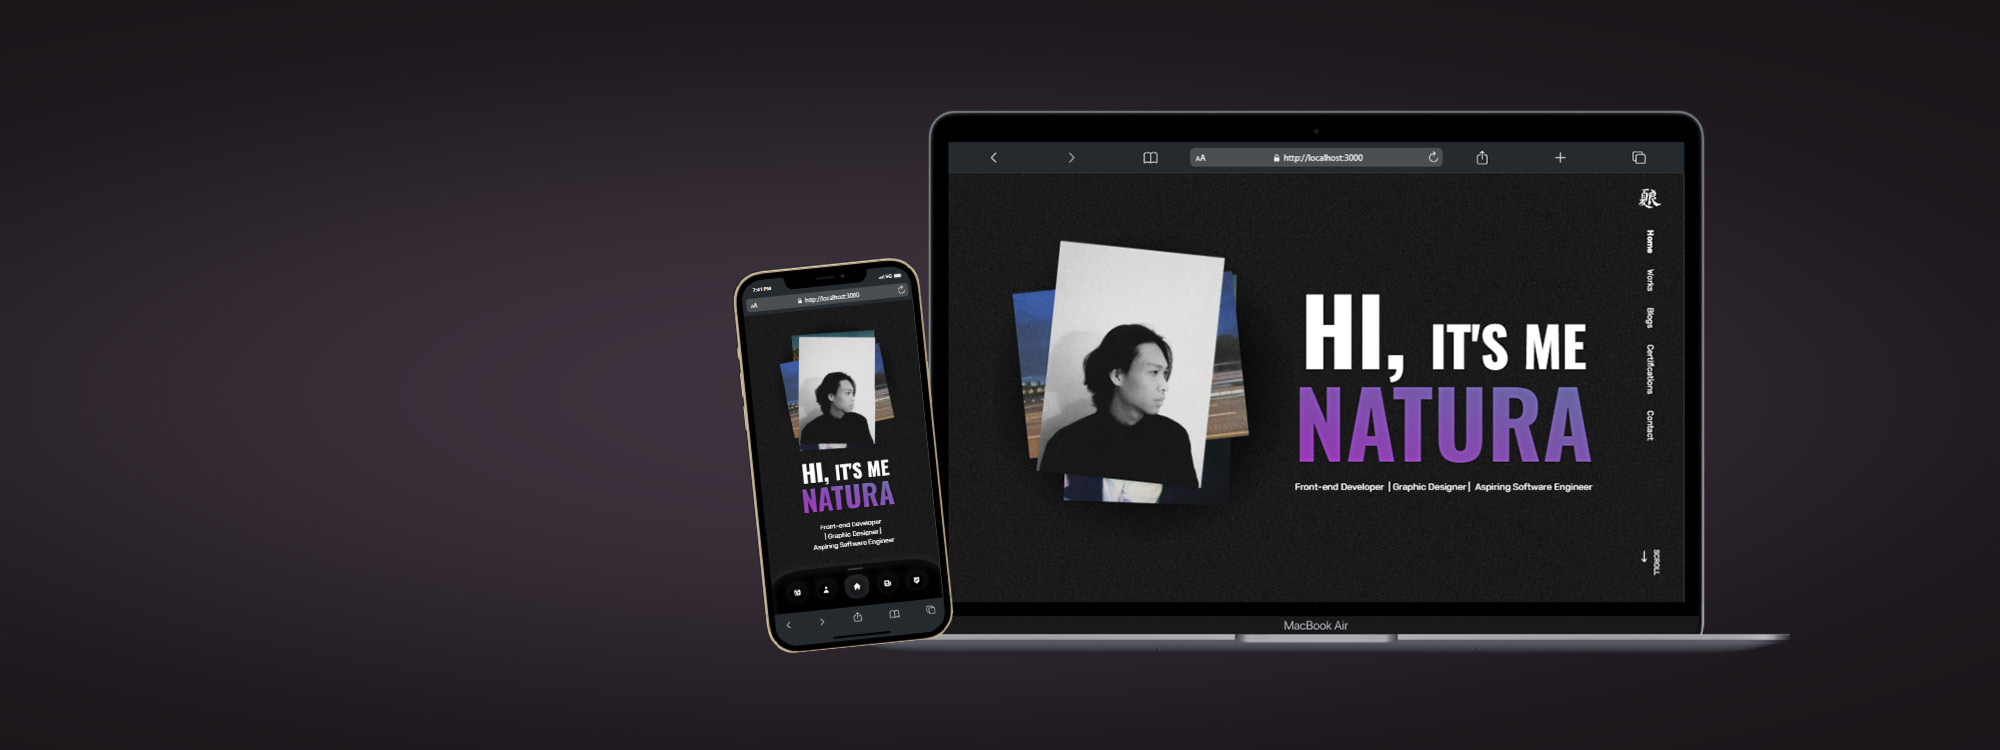 7:41 PM
5G
AA
http://localhost:3000
HI, IT'S ME
NATURA
Front-end Developer
| Graphic Designer |
Aspiring Software Engineer
AA
http://localhost:3000
Home
Works
Blogs
Certifications
Contact
HI, IT'S ME
NATURA
Front-end Developer | Graphic Designer | Aspiring Software Engineer
SCROLL
MacBook Air